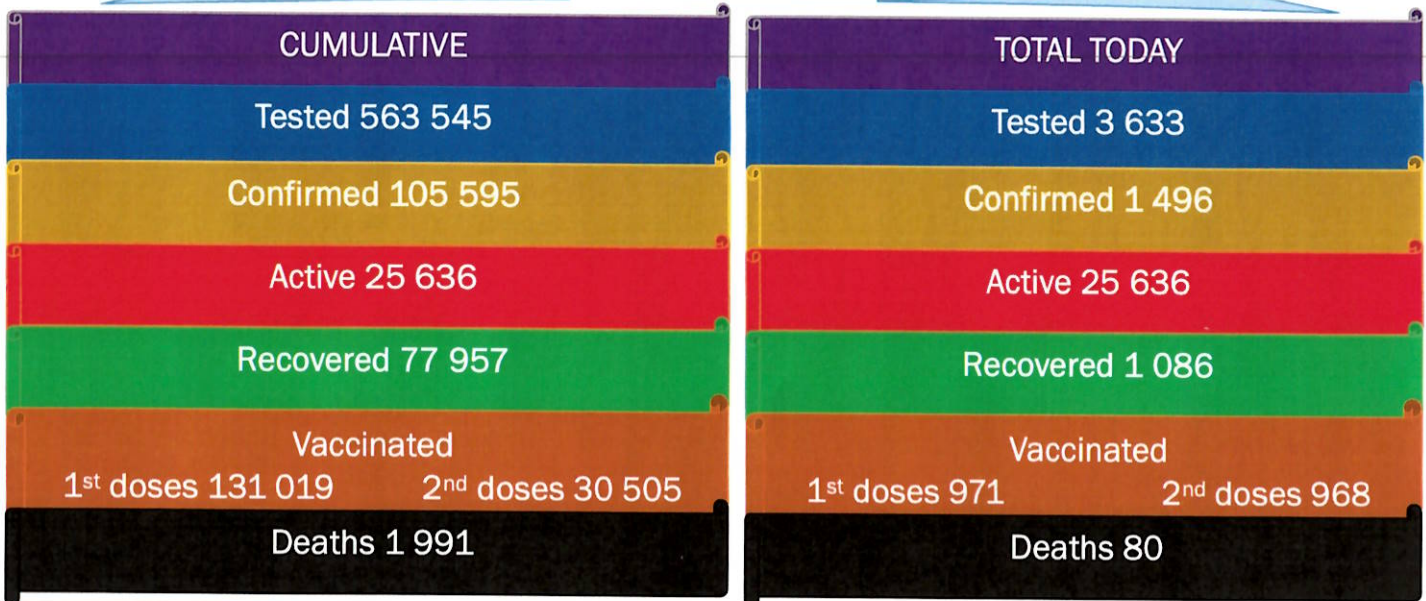 CUMULATIVE
Tested 563 545
Confirmed 105 595
Active 25 636
Recovered 77 957
Vaccinated
1st doses 131 019 2nd doses 30 505
Deaths 1 991
TOTAL TODAY
Tested 3 633
Confirmed 1 496
Active 25 636
Recovered 1 086
Vaccinated
1st doses 971 2nd doses 968
Deaths 80